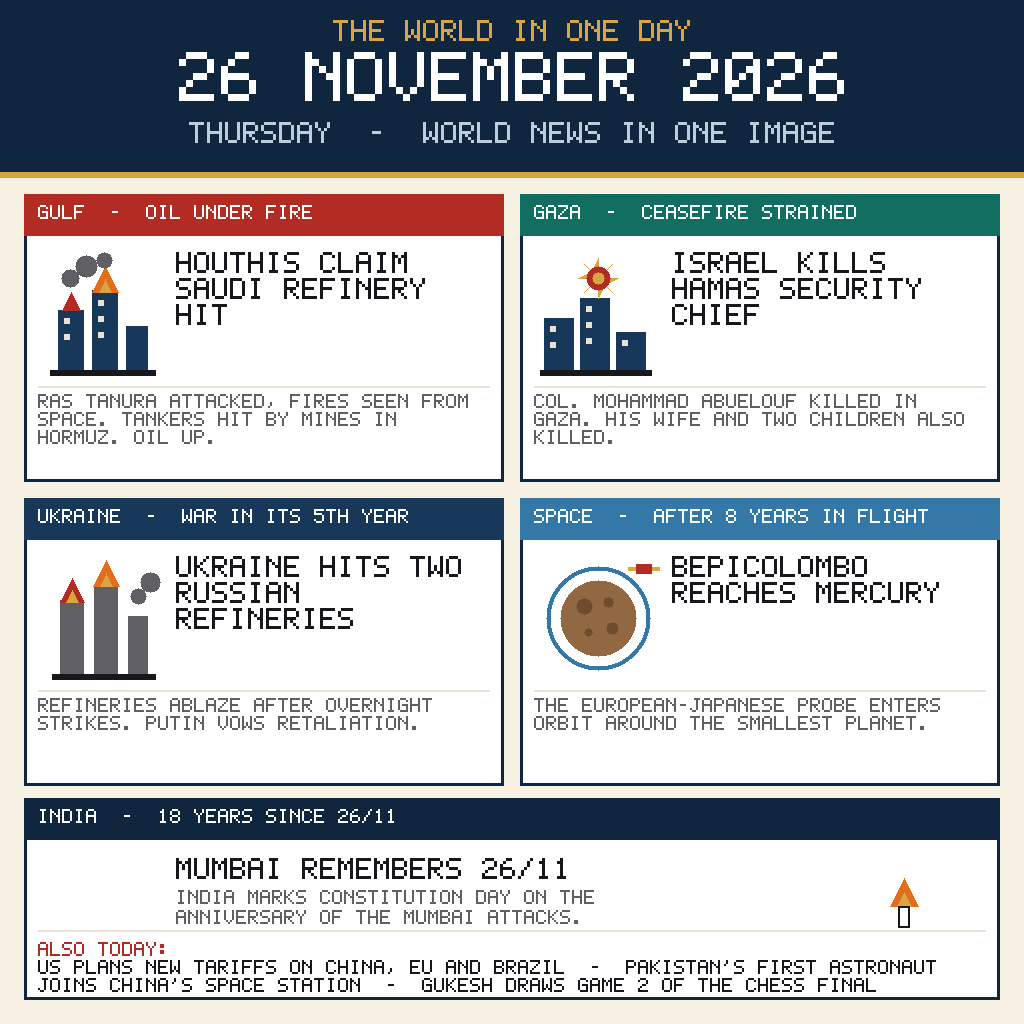 THE WORLD IN ONE DAY
26 NOVEMBER 2026
THURSDAY - WORLD NEWS IN ONE IMAGE
GULF - OIL UNDER FIRE
HOUTHIS CLAIM
SAUDI REFINERY
HIT
RAS TANURA ATTACKED, FIRES SEEN FROM
SPACE. TANKERS HIT BY MINES IN
HORMUZ. OIL UP.
GAZA - CEASEFIRE STRAINED
ISRAEL KILLS
HAMAS SECURITY
CHIEF
COL. MOHAMMAD ABUELOUF KILLED IN
GAZA. HIS WIFE AND TWO CHILDREN ALSO
KILLED.
UKRAINE - WAR IN ITS 5TH YEAR
UKRAINE HITS TWO
RUSSIAN
REFINERIES
REFINERIES ABLAZE AFTER OVERNIGHT
STRIKES. PUTIN VOWS RETALIATION.
SPACE - AFTER 8 YEARS IN FLIGHT
BEPICOLOMBO
REACHES MERCURY
THE EUROPEAN-JAPANESE PROBE ENTERS
ORBIT AROUND THE SMALLEST PLANET.
INDIA - 18 YEARS SINCE 26/11
MUMBAI REMEMBERS 26/11
INDIA MARKS CONSTITUTION DAY ON THE
ANNIVERSARY OF THE MUMBAI ATTACKS.
ALSO TODAY:
US PLANS NEW TARIFFS ON CHINA, EU AND BRAZIL - PAKISTAN'S FIRST ASTRONAUT
JOINS CHINA'S SPACE STATION - GUKESH DRAWS GAME 2 OF THE CHESS FINAL